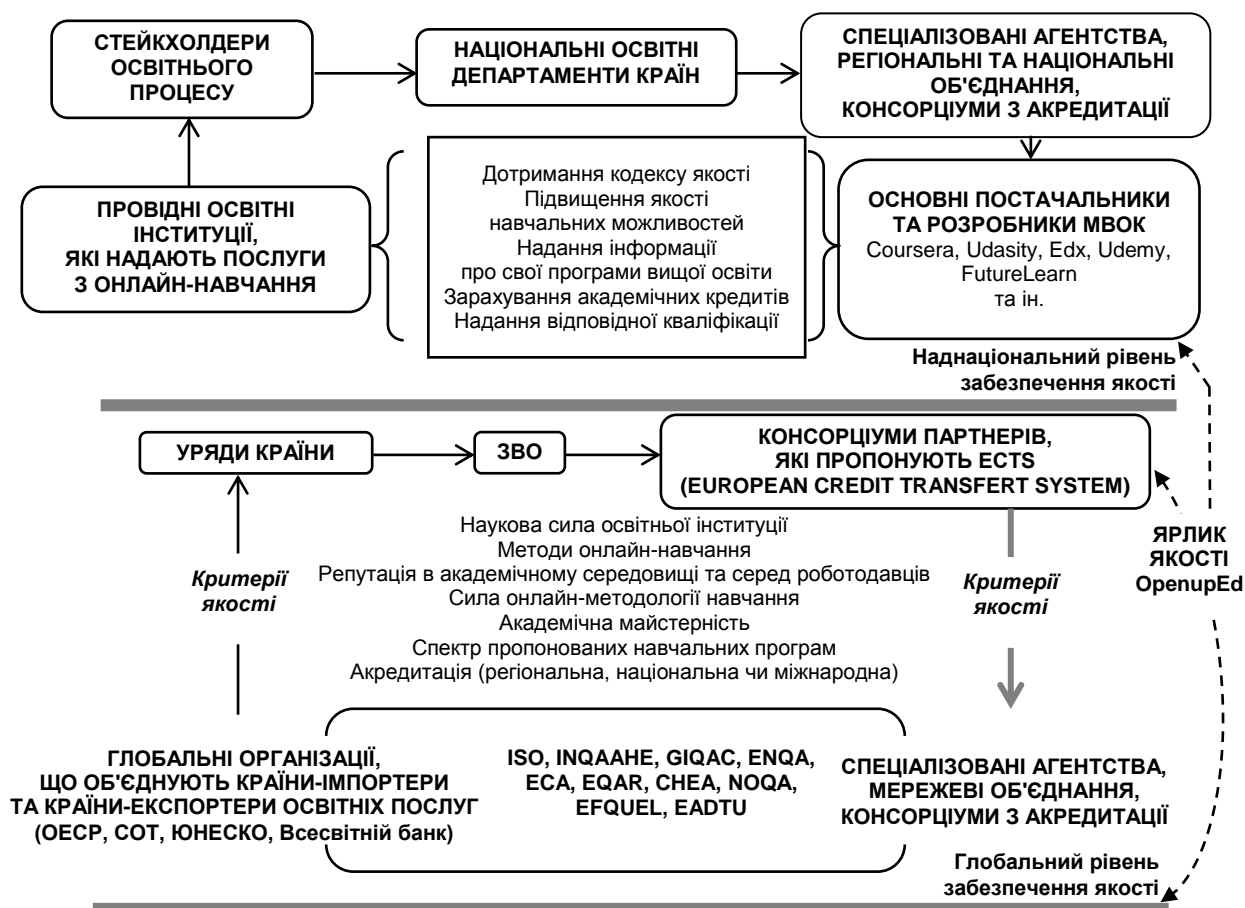 СТЕЙКХОЛДЕРИ
ОСВІТНЬОГО
ПРОЦЕСУ
НАЦІОНАЛЬНІ ОСВІТНІ
ДЕПАРТАМЕНТИ КРАЇН
СПЕЦІАЛІЗОВАНІ АГЕНТСТВА,
РЕГІОНАЛЬНІ ТА НАЦІОНАЛЬНІ
ОБ'ЄДНАННЯ,
КОНСОРЦІУМИ З АКРЕДИТАЦІЇ
ПРОВІДНІ ОСВІТНІ
ІНСТИТУЦІЇ,
ЯКІ НАДАЮТЬ ПОСЛУГИ
З ОНЛАЙН-НАВЧАННЯ
Дотримання кодексу якості
Підвищення якості
навчальних можливостей
Надання інформації
про свої програми вищої освіти
Зарахування академічних кредитів
Надання відповідної кваліфікації
ОСНОВНІ ПОСТАЧАЛЬНИКИ
ТА РОЗРОБНИКИ МВОК
Coursera, Udasity, Edx, Udemy,
FutureLearn
та ін.
Наднаціональний рівень
забезпечення якості
УРЯДИ КРАЇНИ
ЗВО
КОНСОРЦІУМИ ПАРТНЕРІВ,
ЯКІ ПРОПОНУЮТЬ ECTS
(EUROPEAN CREDIT TRANSFERT SYSTEM)
Критерії
якості
Наукова сила освітньої інституції
Методи онлайн-навчання
Репутація в академічному середовищі та серед роботодавців
Сила онлайн-методології навчання
Академічна майстерність
Спектр пропонованих навчальних програм
Акредитація (регіональна, національна чи міжнародна)
Критерії
якості
ЯРЛИК
ЯКОСТІ
OpenupEd
ГЛОБАЛЬНІ ОРГАНІЗАЦІЇ,
ЩО ОБ'ЄДНУЮТЬ КРАЇНИ-ІМПОРТЕРИ
ТА КРАЇНИ-ЕКСПОРТЕРИ ОСВІТНІХ ПОСЛУГ
(ОЕСР, СОТ, ЮНЕСКО, Всесвітній банк)
ISO, INQAAHE, GIQAC, ENQA,
ECA, EQAR, CHEA, NOQA,
EFQUEL, EADTU
СПЕЦІАЛІЗОВАНІ АГЕНТСТВА,
МЕРЕЖЕВІ ОБ'ЄДНАННЯ,
КОНСОРЦІУМИ З АКРЕДИТАЦІЇ
Глобальний рівень
забезпечення якості